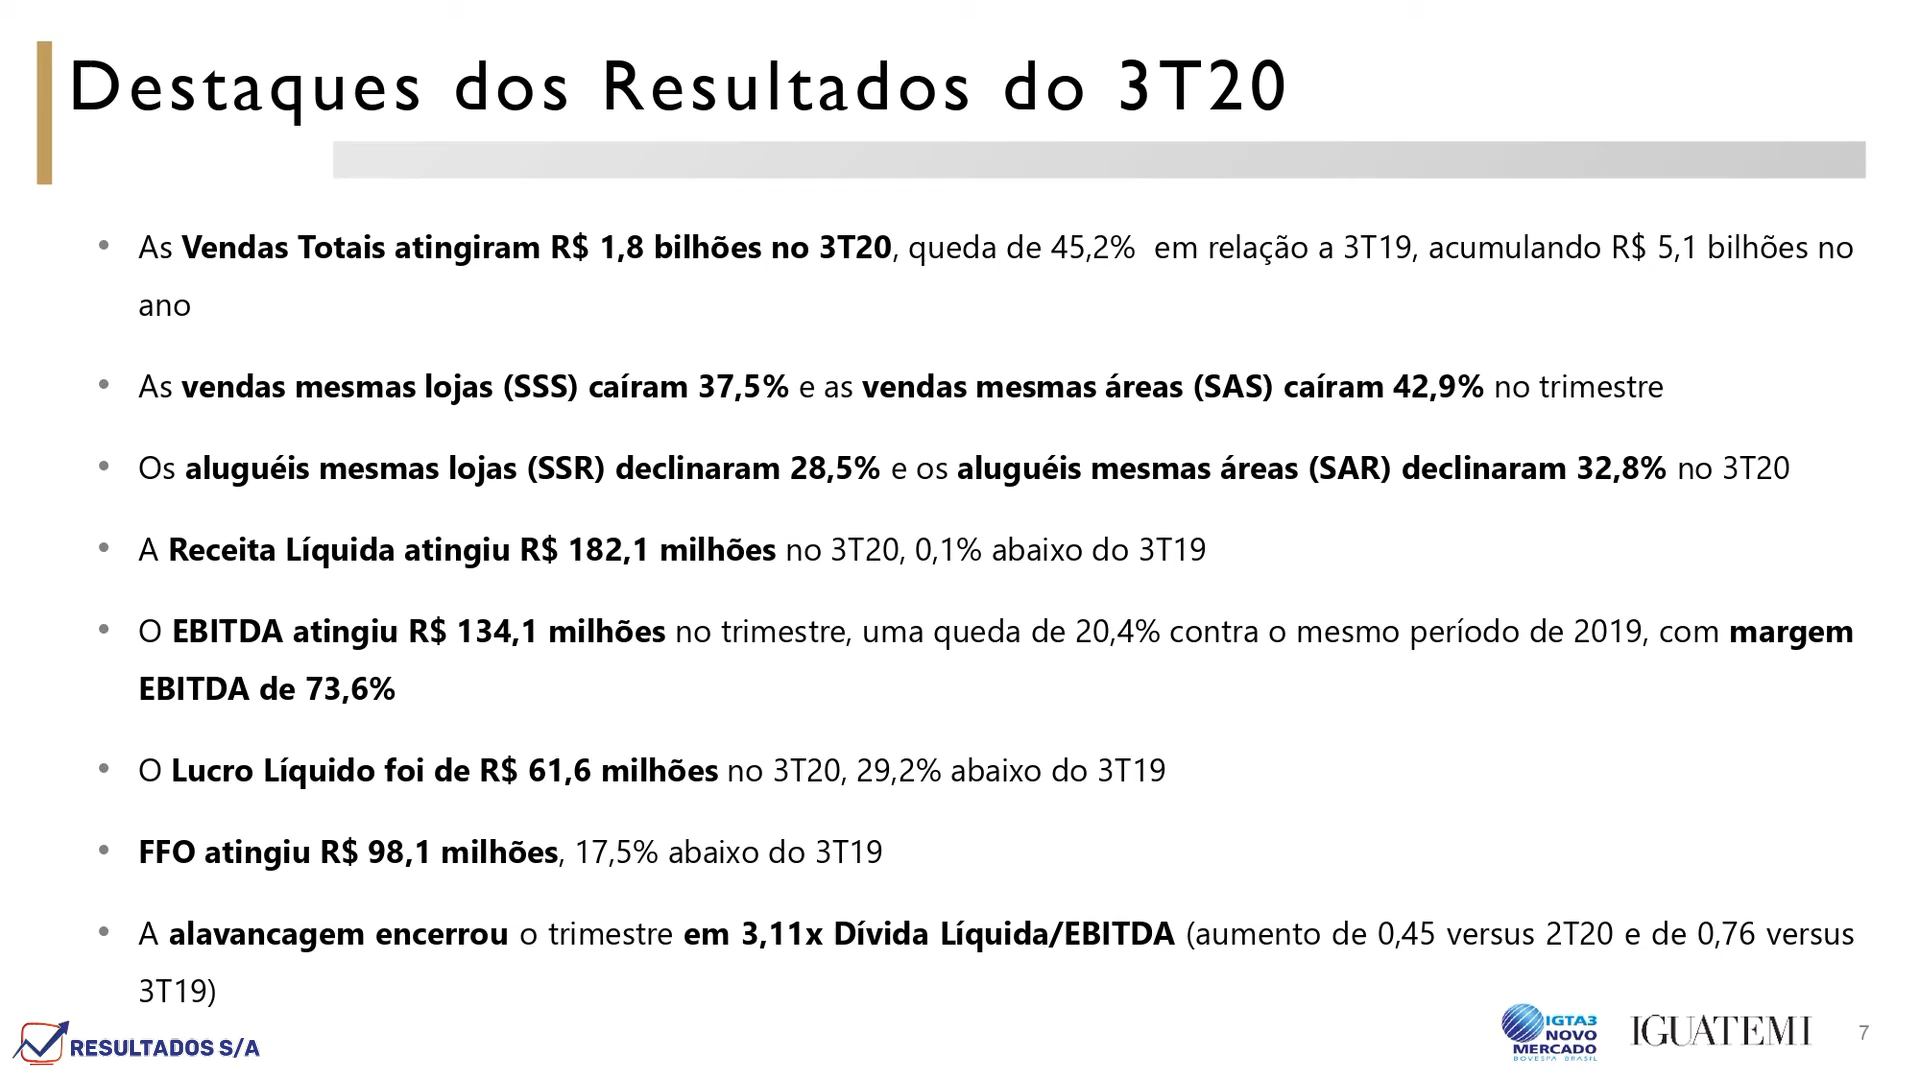 Destaques dos Resultados do 3T20
• As Vendas Totais atingiram R$ 1,8 bilhões no 3T20, queda de 45,2% em relação a 3T19, acumulando R$ 5,1 bilhões no
ano
• As vendas mesmas lojas (SSS) caíram 37,5% e as vendas mesmas áreas (SAS) caíram 42,9% no trimestre
• Os aluguéis mesmas lojas (SSR) declinaram 28,5% e os aluguéis mesmas áreas (SAR) declinaram 32,8% no 3T20
• A Receita Líquida atingiu R$ 182,1 milhões no 3T20, 0,1% abaixo do 3T19
• O EBITDA atingiu R$ 134,1 milhões no trimestre, uma queda de 20,4% contra o mesmo período de 2019, com margem
EBITDA de 73,6%
• O Lucro Líquido foi de R$ 61,6 milhões no 3T20, 29,2% abaixo do 3T19
• FFO atingiu R$ 98,1 milhões, 17,5% abaixo do 3T19
• A alavancagem encerrou o trimestre em 3,11x Dívida Líquida/EBITDA (aumento de 0,45 versus 2T20 e de 0,76 versus
3T19)
RESULTADOS S/A
IGTA3
NOVO
MERCADO
BOVESPA BRASIL
IGUATEMI
7